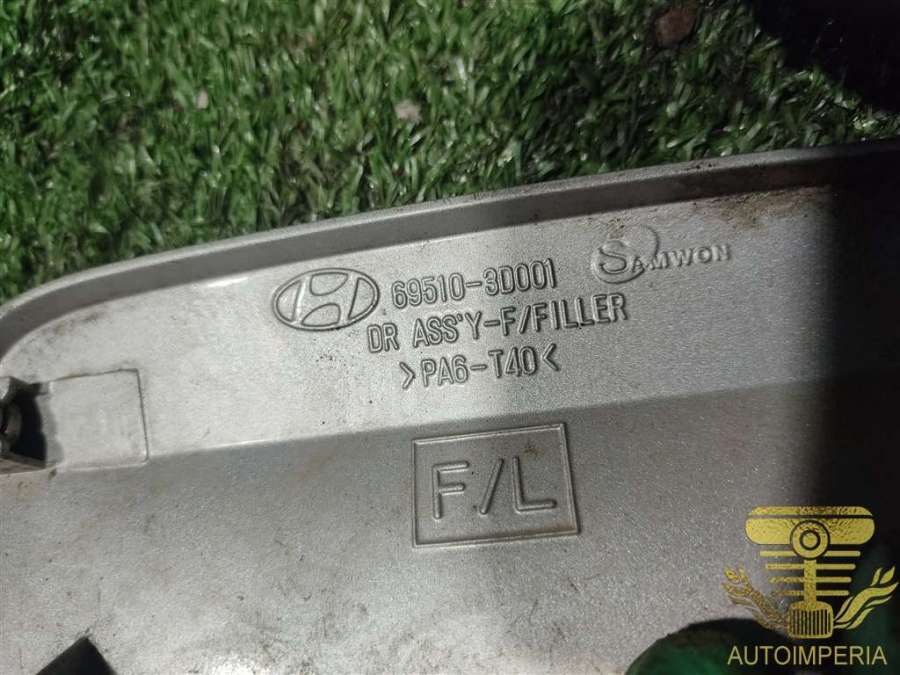 69510-3D001 SAMWON
DR ASS'Y-F/FILLER
>PA6-T40<
F/L
AUTOIMPERIA